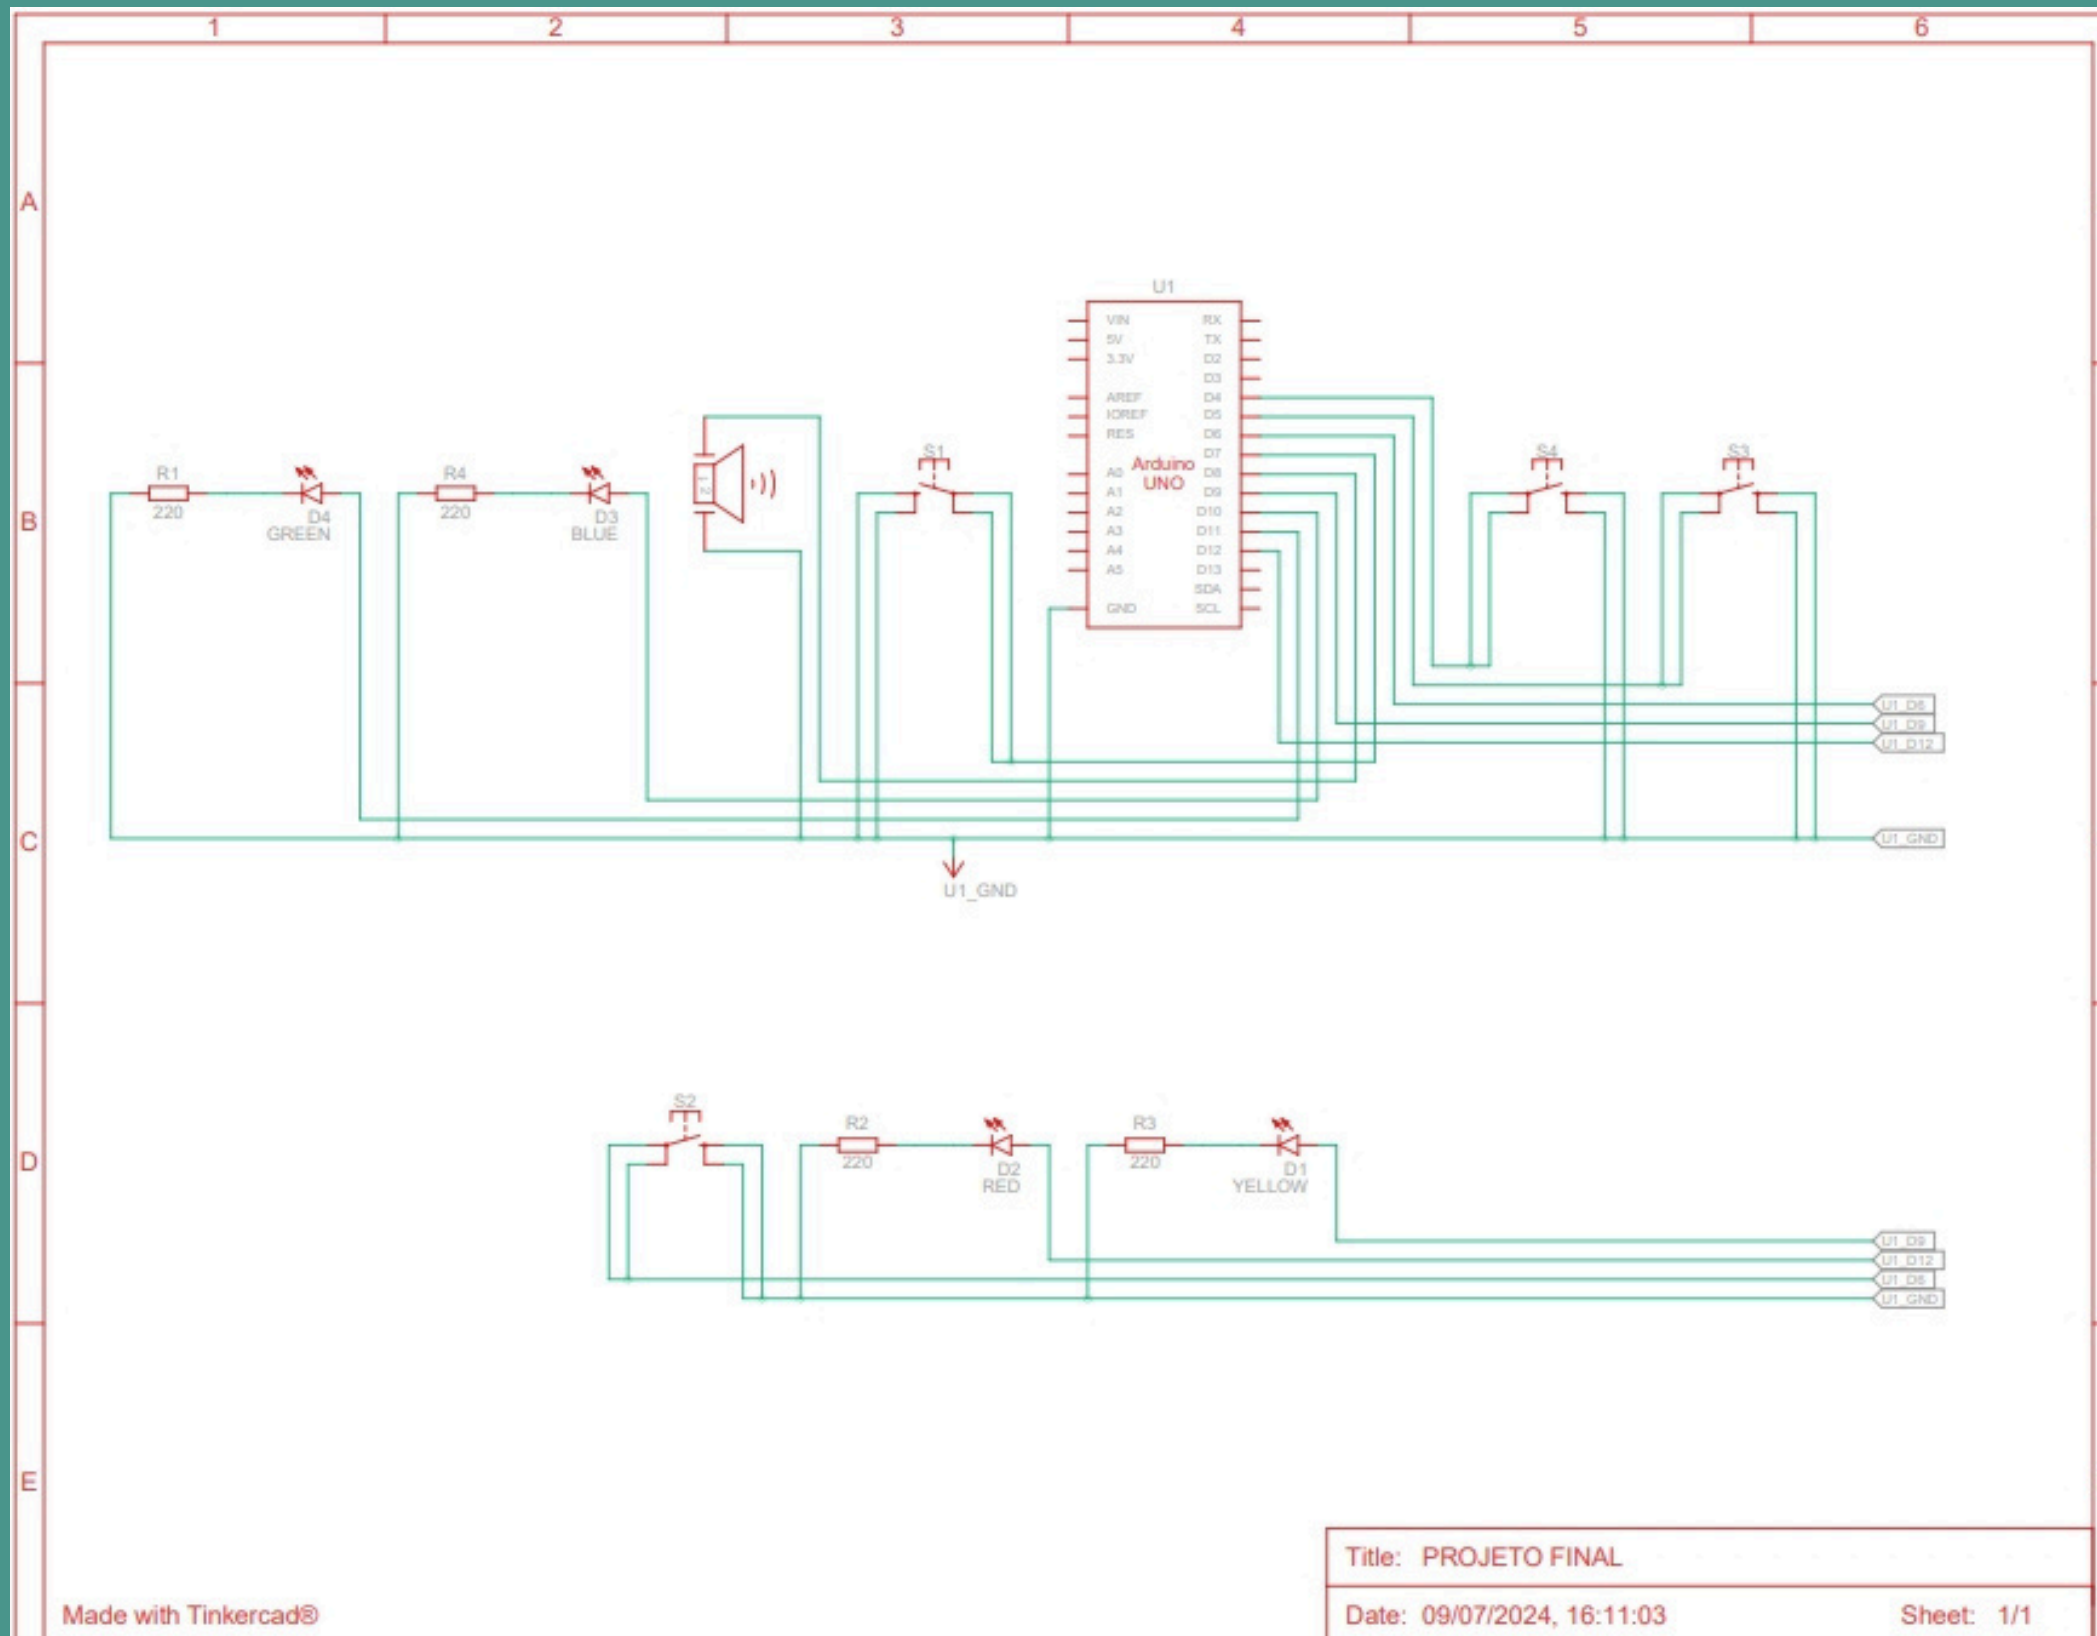 1 2 3 4 5 6
A
B
C
D
E
U1
VIN RX
5V TX
3.3V D2
D3
AREF D4
IOREF D5
RES D6
D7
Arduino
UNO
A0 D8
A1 D9
A2 D10
A3 D11
A4 D12
A5 D13
SDA
GND SCL
R1
220
D4
GREEN
R4
220
D3
BLUE
1 2
S1
S4
S3
U1_D6
U1_D9
U1_D12
U1_GND
U1_GND
S2
R2
220
D2
RED
R3
220
D1
YELLOW
U1_D9
U1_D12
U1_D6
U1_GND
Title: PROJETO FINAL
Made with Tinkercad®
Date: 09/07/2024, 16:11:03 Sheet: 1/1